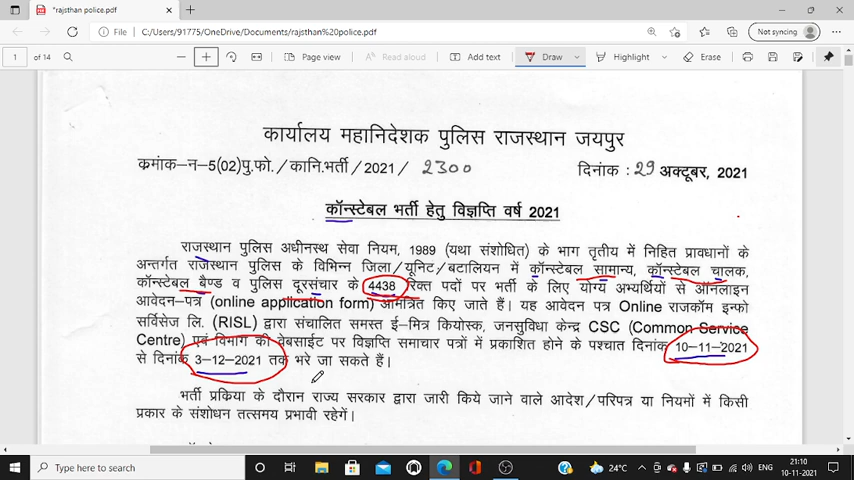 *rajsthan police.pdf
File C:/Users/91775/OneDrive/Documents/rajsthan%20police.pdf
Not syncing
1 of 14 Page view Read aloud Add text Draw Highlight Erase
कार्यालय महानिदेशक पुलिस राजस्थान जयपुर
क्रमांक-न-5(02)पु.फो./कानि.भर्ती/2021/ 2300 दिनांक : 29 अक्टूबर, 2021
कॉन्स्टेबल भर्ती हेतु विज्ञप्ति वर्ष 2021
राजस्थान पुलिस अधीनस्थ सेवा नियम, 1989 (यथा संशोधित) के भाग तृतीय में निहित प्रावधानों के
अन्तर्गत राजस्थान पुलिस के विभिन्न जिला/यूनिट/बटालियन में कॉन्स्टेबल सामान्य, कॉन्स्टेबल चालक,
कॉन्स्टेबल बैण्ड व पुलिस दूरसंचार के 4438 रिक्त पदों पर भर्ती के लिए योग्य अभ्यर्थियों से ऑनलाइन
आवेदन-पत्र (online application form) आमंत्रित किए जाते हैं। यह आवेदन पत्र Online राजकॉम इन्फो
सर्विसेज लि. (RISL) द्वारा संचालित समस्त ई-मित्र कियोस्क, जनसुविधा केन्द्र CSC (Common Service
Centre) एवं विभाग की वेबसाईट पर विज्ञप्ति समाचार पत्रों में प्रकाशित होने के पश्चात दिनांक 10-11-2021
से दिनांक 3-12-2021 तक भरे जा सकते हैं।
भर्ती प्रकिया के दौरान राज्य सरकार द्वारा जारी किये जाने वाले आदेश/परिपत्र या नियमों में किसी
प्रकार के संशोधन तत्समय प्रभावी रहेगें।
Type here to search 24°C ENG 21:10
10-11-2021